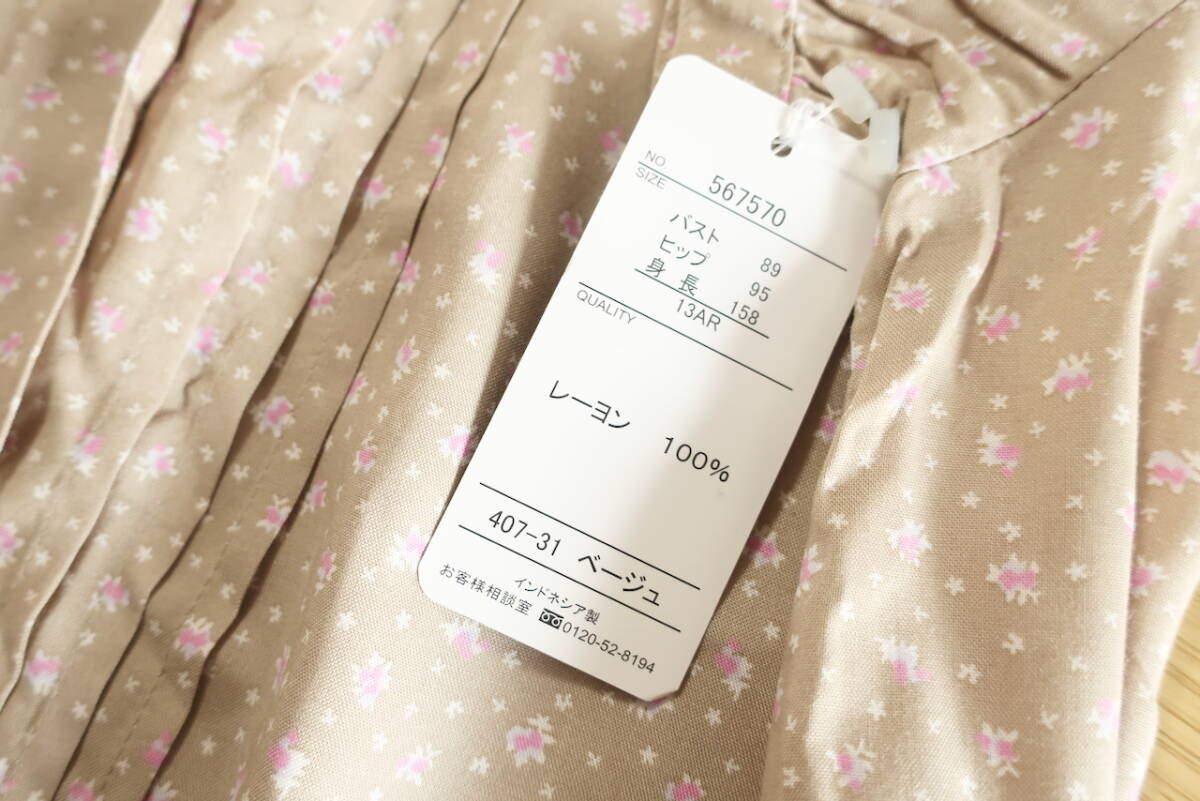 NO 567570
SIZE
バスト 89
ヒップ 95
身長 158
13AR
QUALITY
レーヨン 100%
407-31 ベージュ
インドネシア製
お客様相談室 0120-52-8194